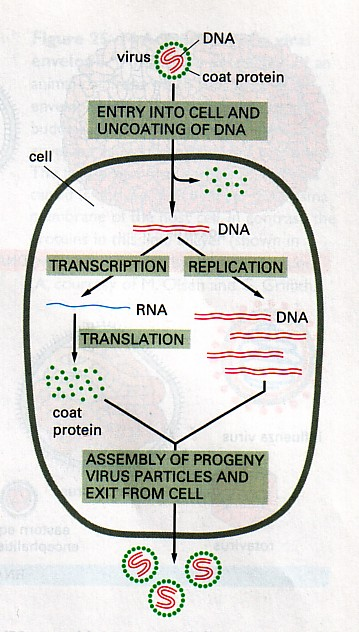 DNA
virus
coat protein
ENTRY INTO CELL AND
UNCOATING OF DNA
cell
DNA
TRANSCRIPTION
REPLICATION
RNA
DNA
TRANSLATION
coat
protein
ASSEMBLY OF PROGENY
VIRUS PARTICLES AND
EXIT FROM CELL